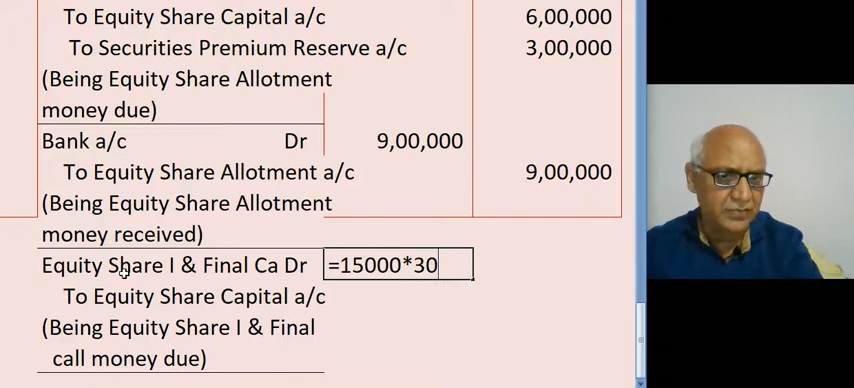 To Equity Share Capital a/c 6,00,000
To Securities Premium Reserve a/c 3,00,000
(Being Equity Share Allotment
money due)
Bank a/c Dr 9,00,000
To Equity Share Allotment a/c 9,00,000
(Being Equity Share Allotment
money received)
Equity Share I & Final Ca Dr =15000*30
To Equity Share Capital a/c
(Being Equity Share I & Final
call money due)